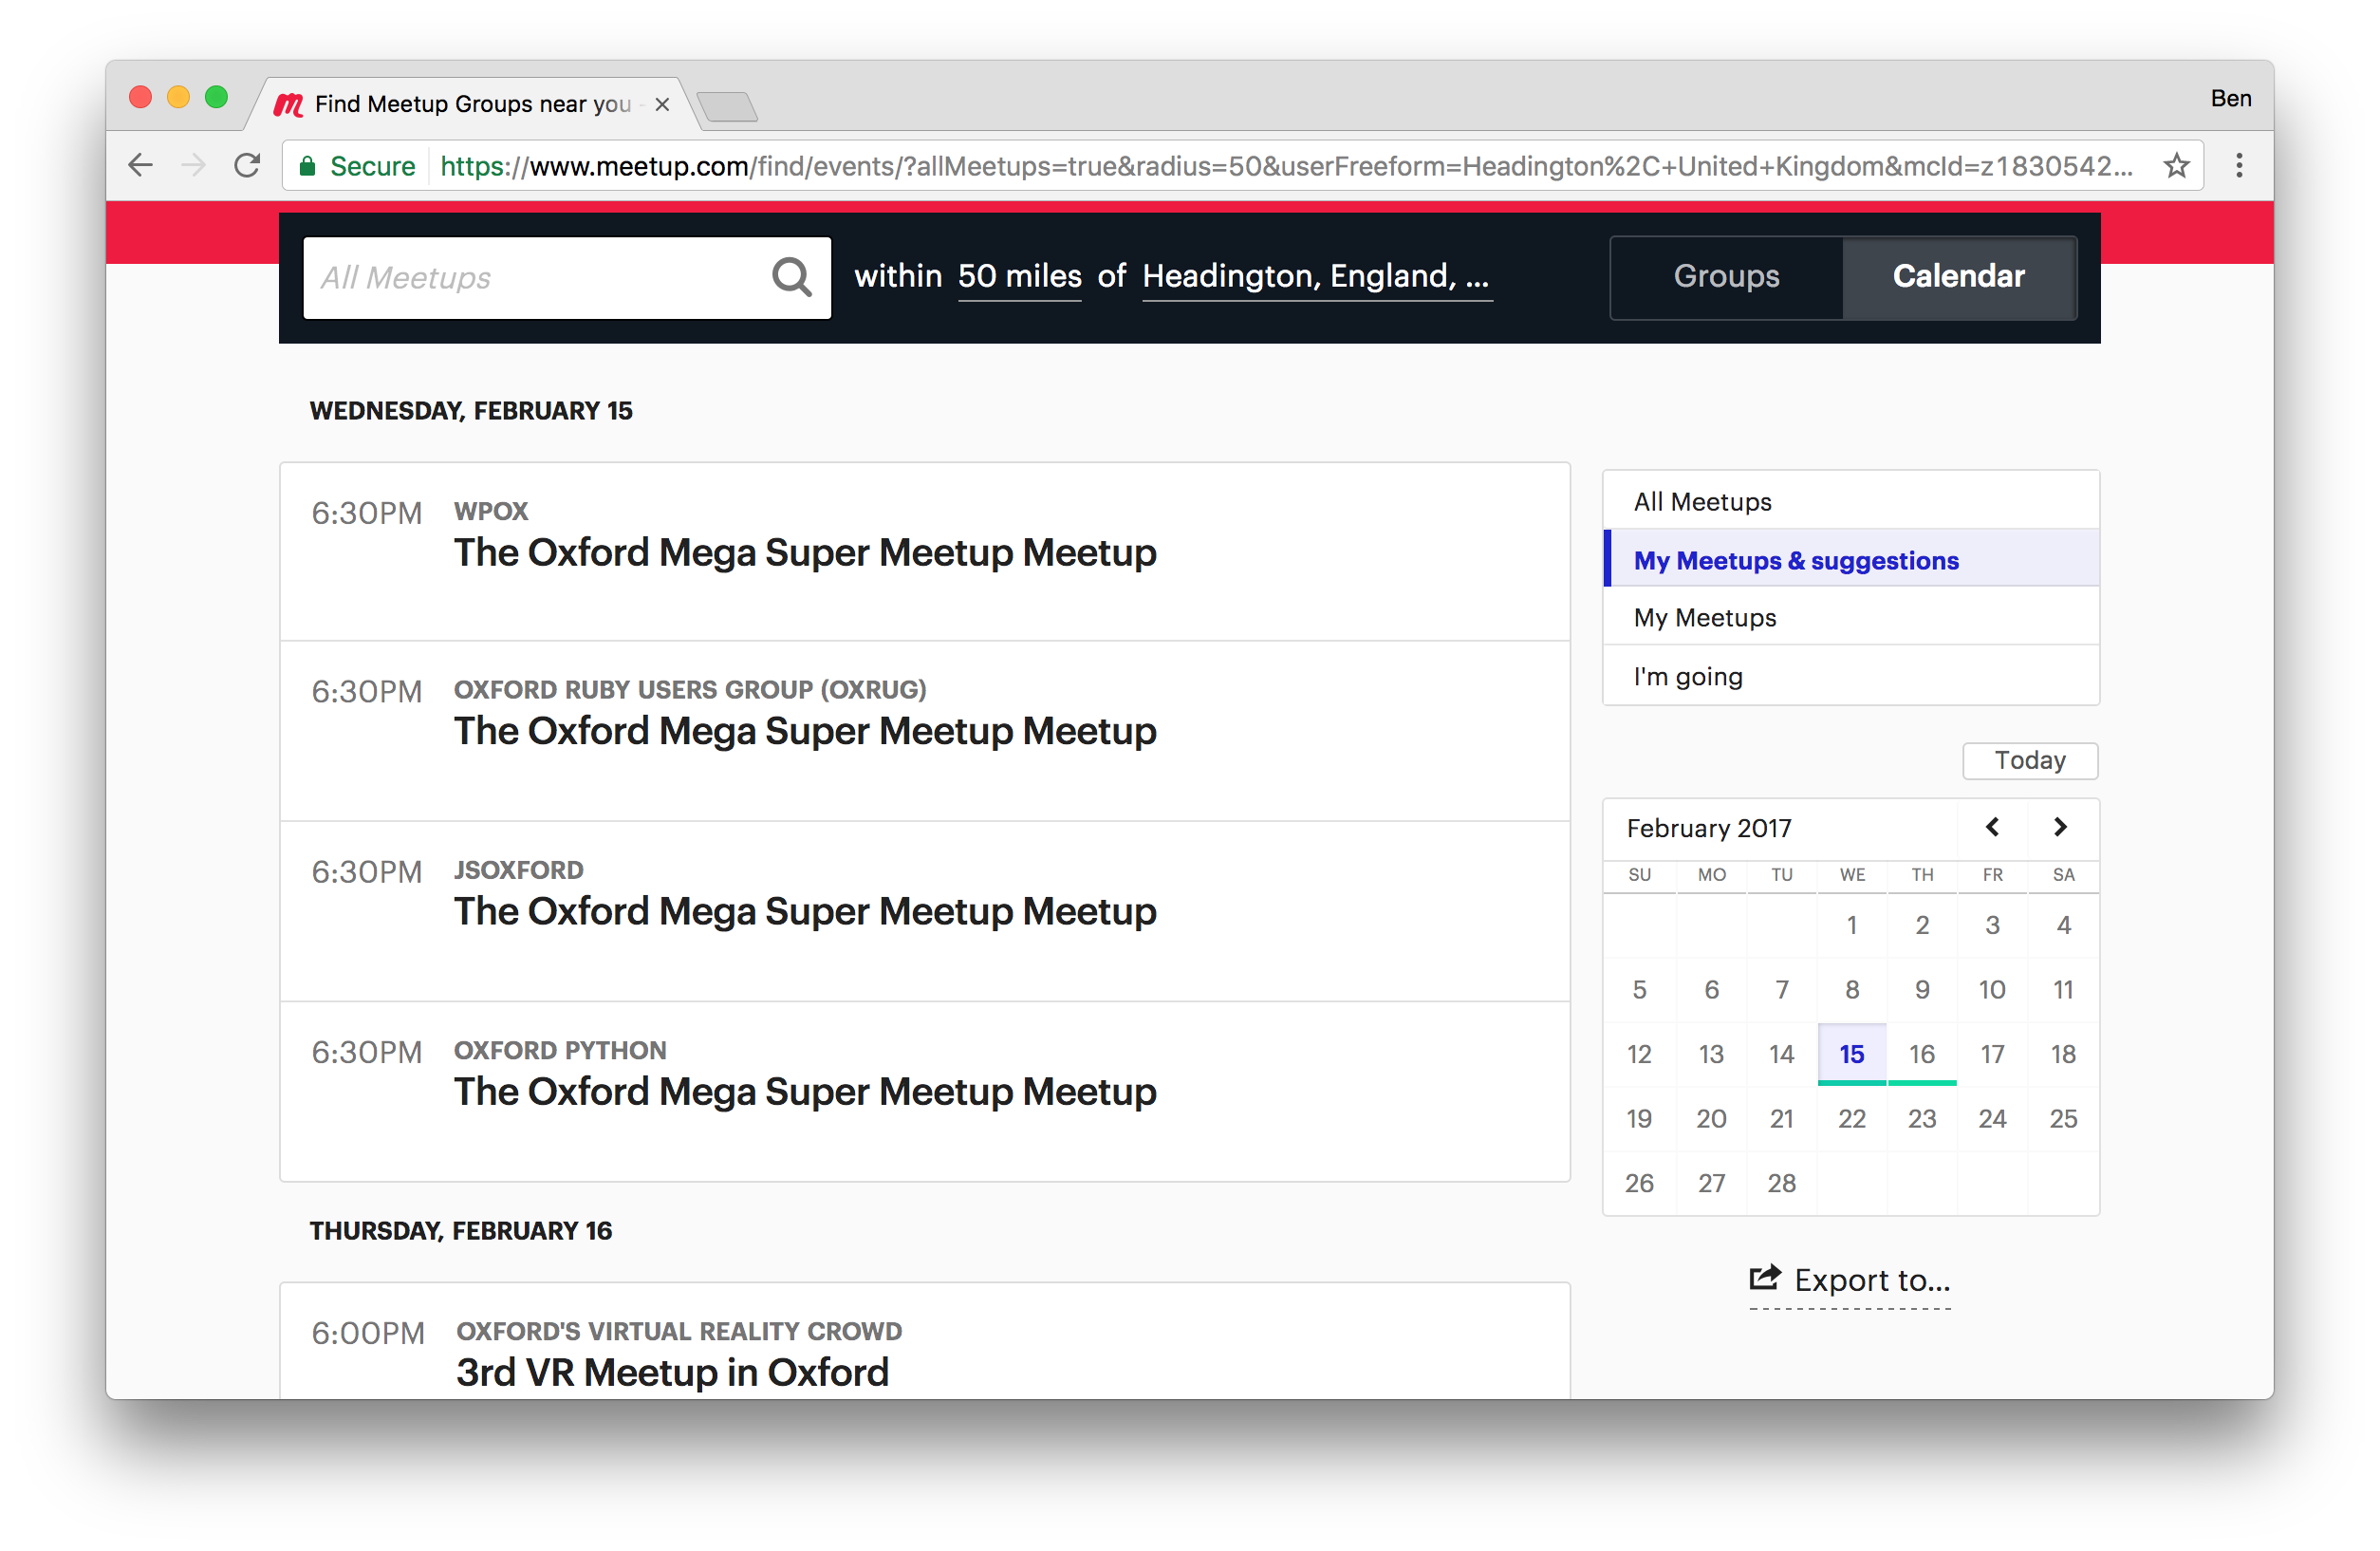 Find Meetup Groups near you -
Ben
Secure
https://www.meetup.com/find/events/?allMeetups=true&radius=50&userFreeform=Headington%2C+United+Kingdom&mcId=z1830542...
All Meetups
within 50 miles of Headington, England, ...
Groups
Calendar
WEDNESDAY, FEBRUARY 15
6:30PM
WPOX
The Oxford Mega Super Meetup Meetup
6:30PM
OXFORD RUBY USERS GROUP (OXRUG)
The Oxford Mega Super Meetup Meetup
6:30PM
JSOXFORD
The Oxford Mega Super Meetup Meetup
6:30PM
OXFORD PYTHON
The Oxford Mega Super Meetup Meetup
THURSDAY, FEBRUARY 16
6:00PM
OXFORD'S VIRTUAL REALITY CROWD
3rd VR Meetup in Oxford
All Meetups
My Meetups & suggestions
My Meetups
I'm going
Today
February 2017
SU MO TU WE TH FR SA
1 2 3 4
5 6 7 8 9 10 11
12 13 14 15 16 17 18
19 20 21 22 23 24 25
26 27 28
Export to...